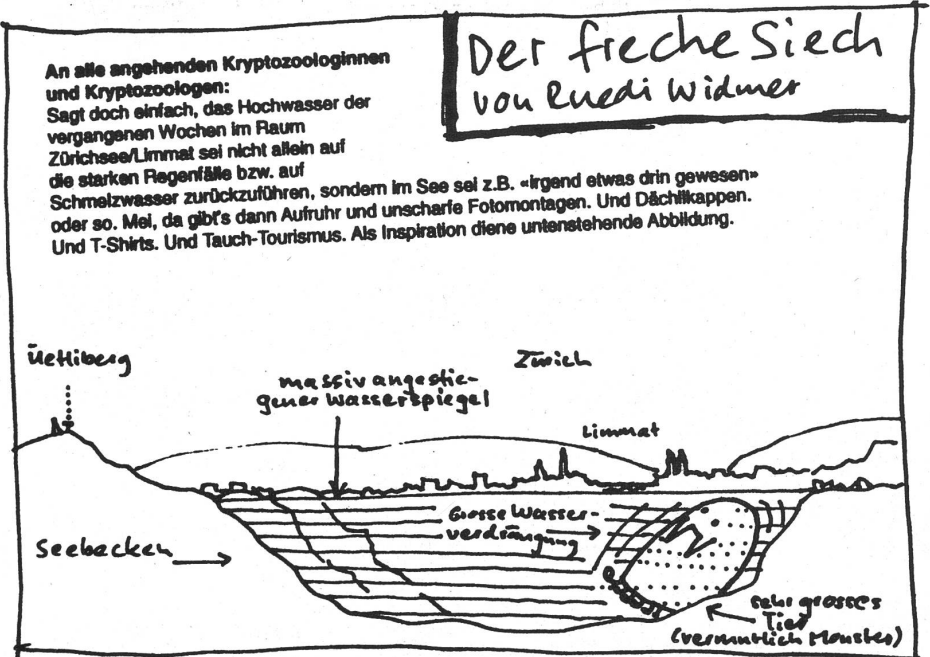 Der freche Siech
von Ruedi Widmer
An alle angehenden Kryptozoologinnen
und Kryptozoologen:
Sagt doch einfach, das Hochwasser der
vergangenen Wochen im Raum
Zürichsee/Limmat sei nicht allein auf
die starken Regenfälle bzw. auf
Schmelzwasser zurückzuführen, sondern im See sei z.B. «irgend etwas drin gewesen»
oder so. Mei, da gibt's dann Aufruhr und unscharfe Fotomontagen. Und Dächlikappen.
Und T-Shirts. Und Tauch-Tourismus. Als Inspiration diene untenstehende Abbildung.
Üetliberg
Zürich
massiv angestie-
gener Wasserspiegel
Limmat
Grosse Wasser-
verdrängung
Seebecken
sehr grosses
Tier
(vermutlich Monster)